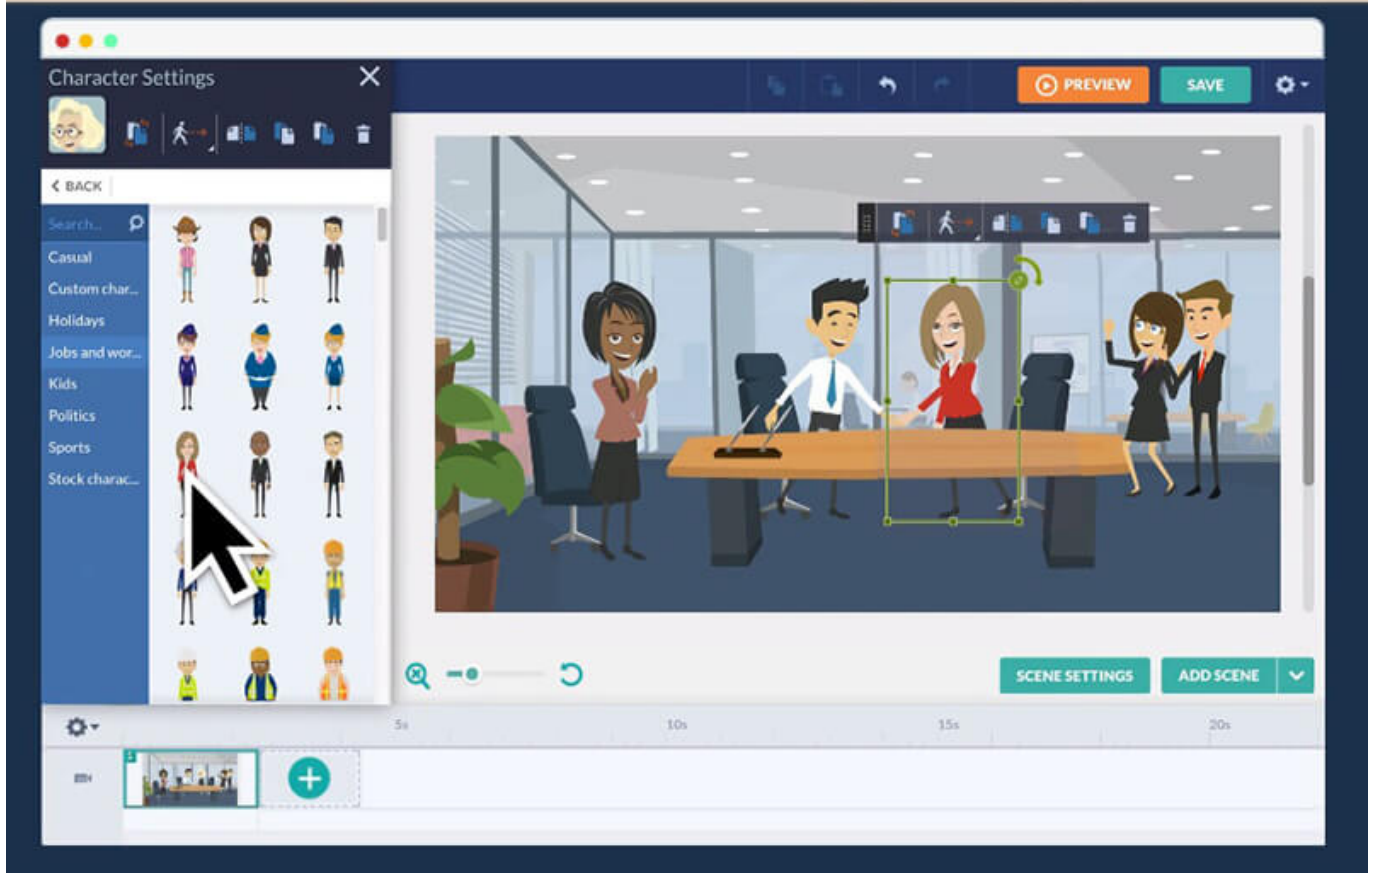 Character Settings
PREVIEW
SAVE
BACK
Search...
Casual
Custom char...
Holidays
Jobs and wor...
Kids
Politics
Sports
Stock charac...
SCENE SETTINGS
ADD SCENE
5s
10s
15s
20s
1